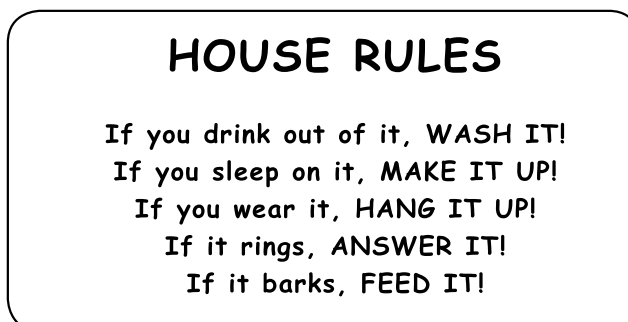 HOUSE RULES
If you drink out of it, WASH IT!
If you sleep on it, MAKE IT UP!
If you wear it, HANG IT UP!
If it rings, ANSWER IT!
If it barks, FEED IT!